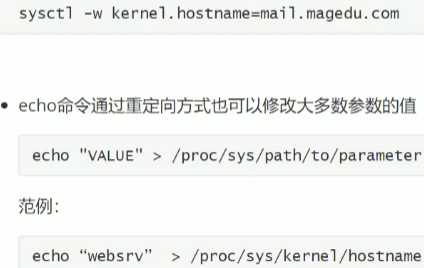 sysctl -w kernel.hostname=mail.magedu.com
echo命令通过重定向方式也可以修改大多数参数的值
echo "VALUE" > /proc/sys/path/to/parameter
范例：
echo “websrv”  > /proc/sys/kernel/hostname